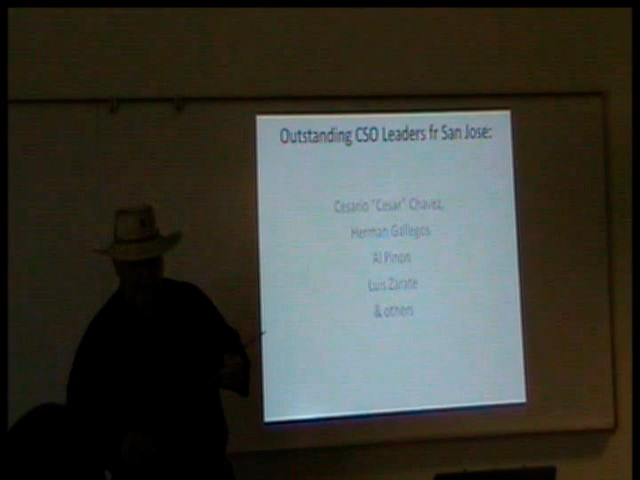 Outstanding CSO Leaders fr San Jose:
Cesario "Cesar" Chavez,
Herman Gallegos
Al Pinon
Luis Zarate
& others